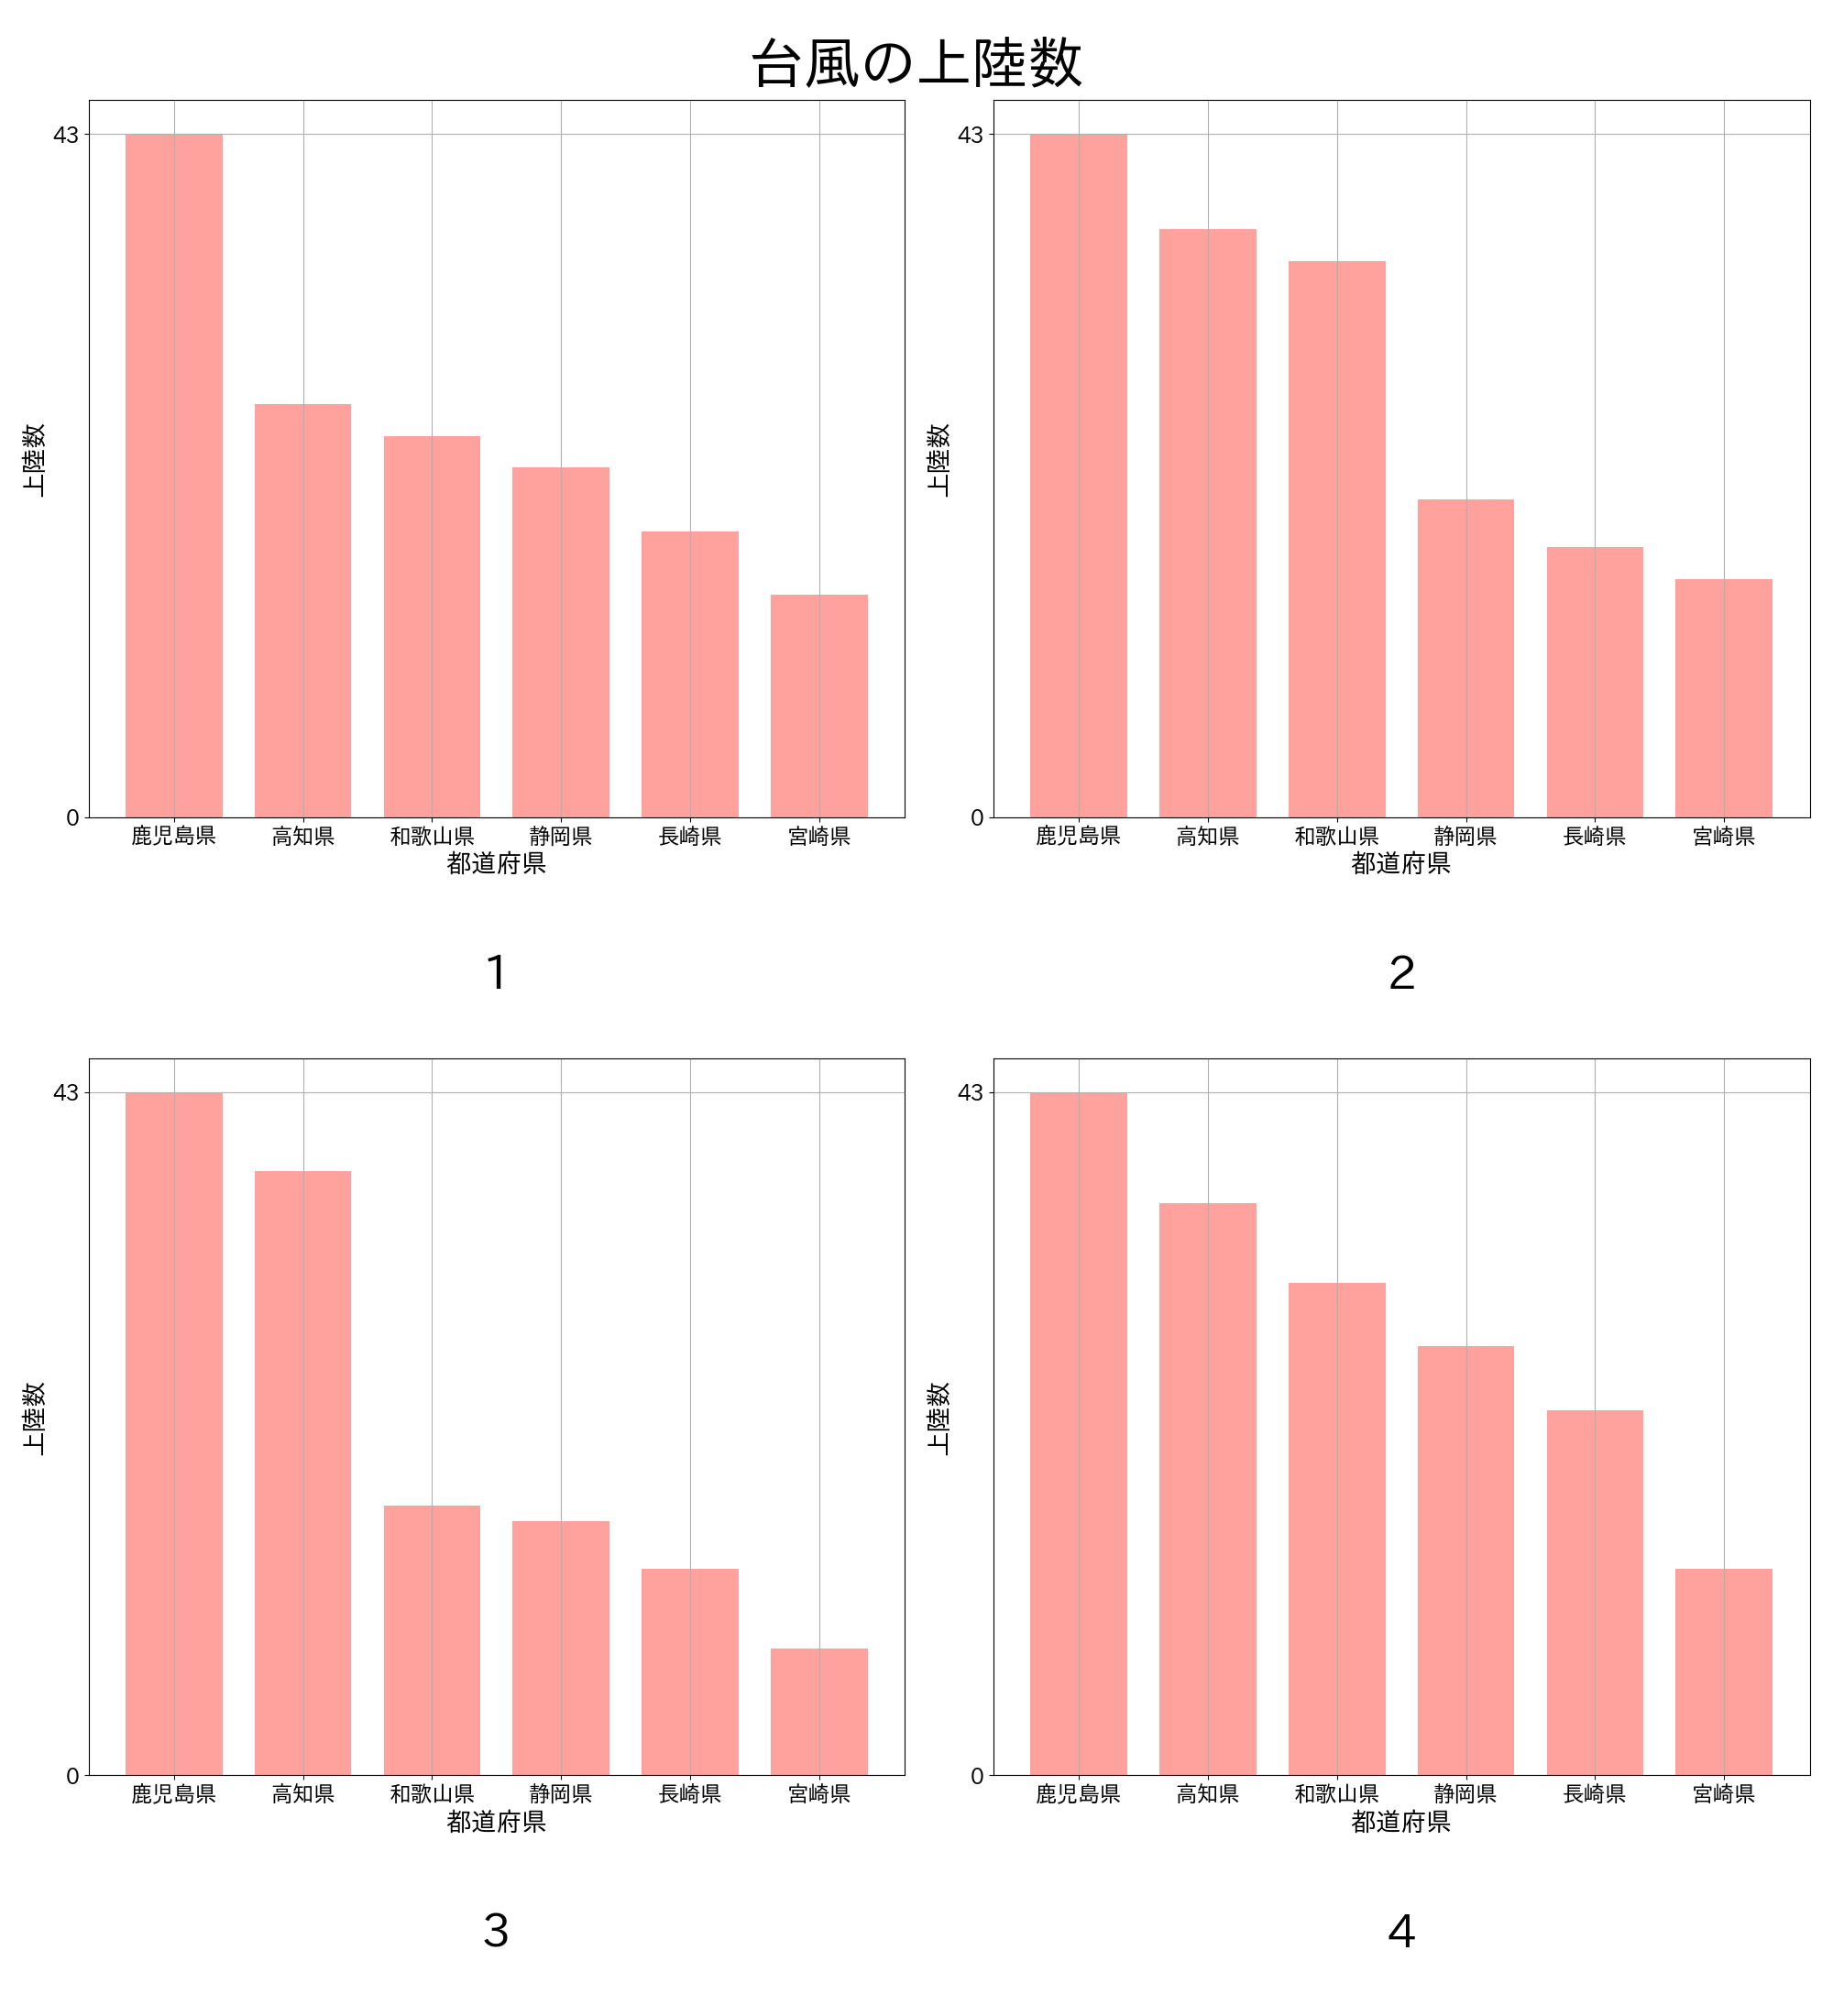 台風の上陸数
43
0
上陸数
鹿児島県 高知県 和歌山県 静岡県 長崎県 宮崎県
都道府県
1
43
0
上陸数
鹿児島県 高知県 和歌山県 静岡県 長崎県 宮崎県
都道府県
2
43
0
上陸数
鹿児島県 高知県 和歌山県 静岡県 長崎県 宮崎県
都道府県
3
43
0
上陸数
鹿児島県 高知県 和歌山県 静岡県 長崎県 宮崎県
都道府県
4